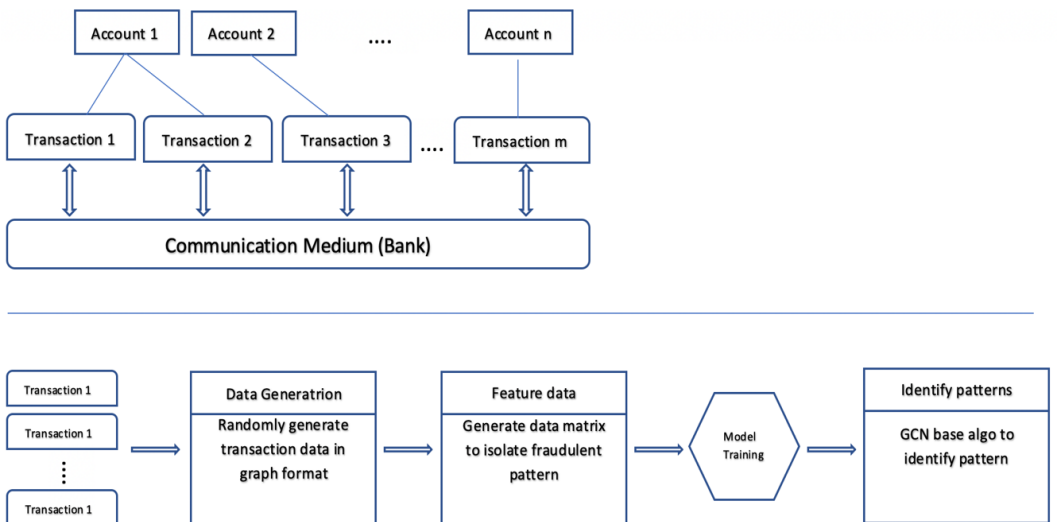 Account 1
Account 2
....
Account n
Transaction 1
Transaction 2
Transaction 3
....
Transaction m
Communication Medium (Bank)
Transaction 1
Transaction 1
Transaction 1
Data Generatrion
Randomly generate
transaction data in
graph format
Feature data
Generate data matrix
to isolate fraudulent
pattern
Model
Training
Identify patterns
GCN base algo to
identify pattern